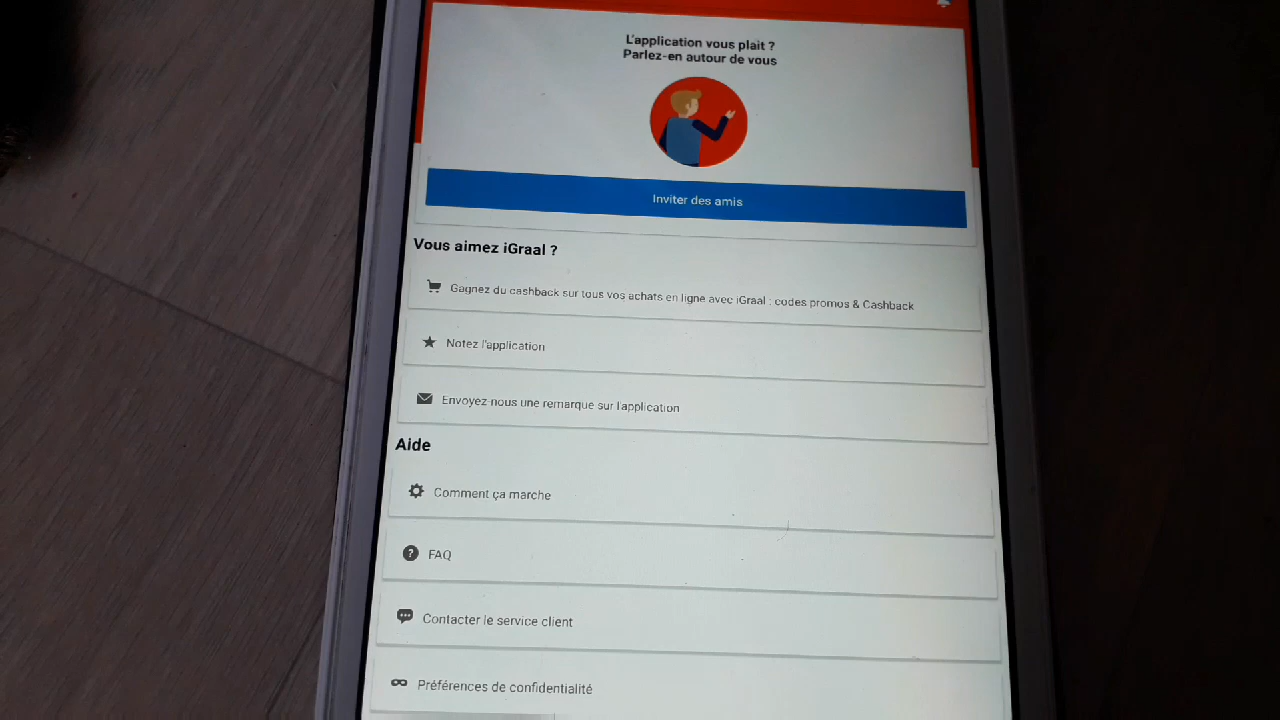 L'application vous plait ?
Parlez-en autour de vous
Inviter des amis
Vous aimez iGraal ?
Gagnez du cashback sur tous vos achats en ligne avec iGraal : codes promos & Cashback
Notez l'application
Envoyez-nous une remarque sur l'application
Aide
Comment ça marche
FAQ
Contacter le service client
Préférences de confidentialité